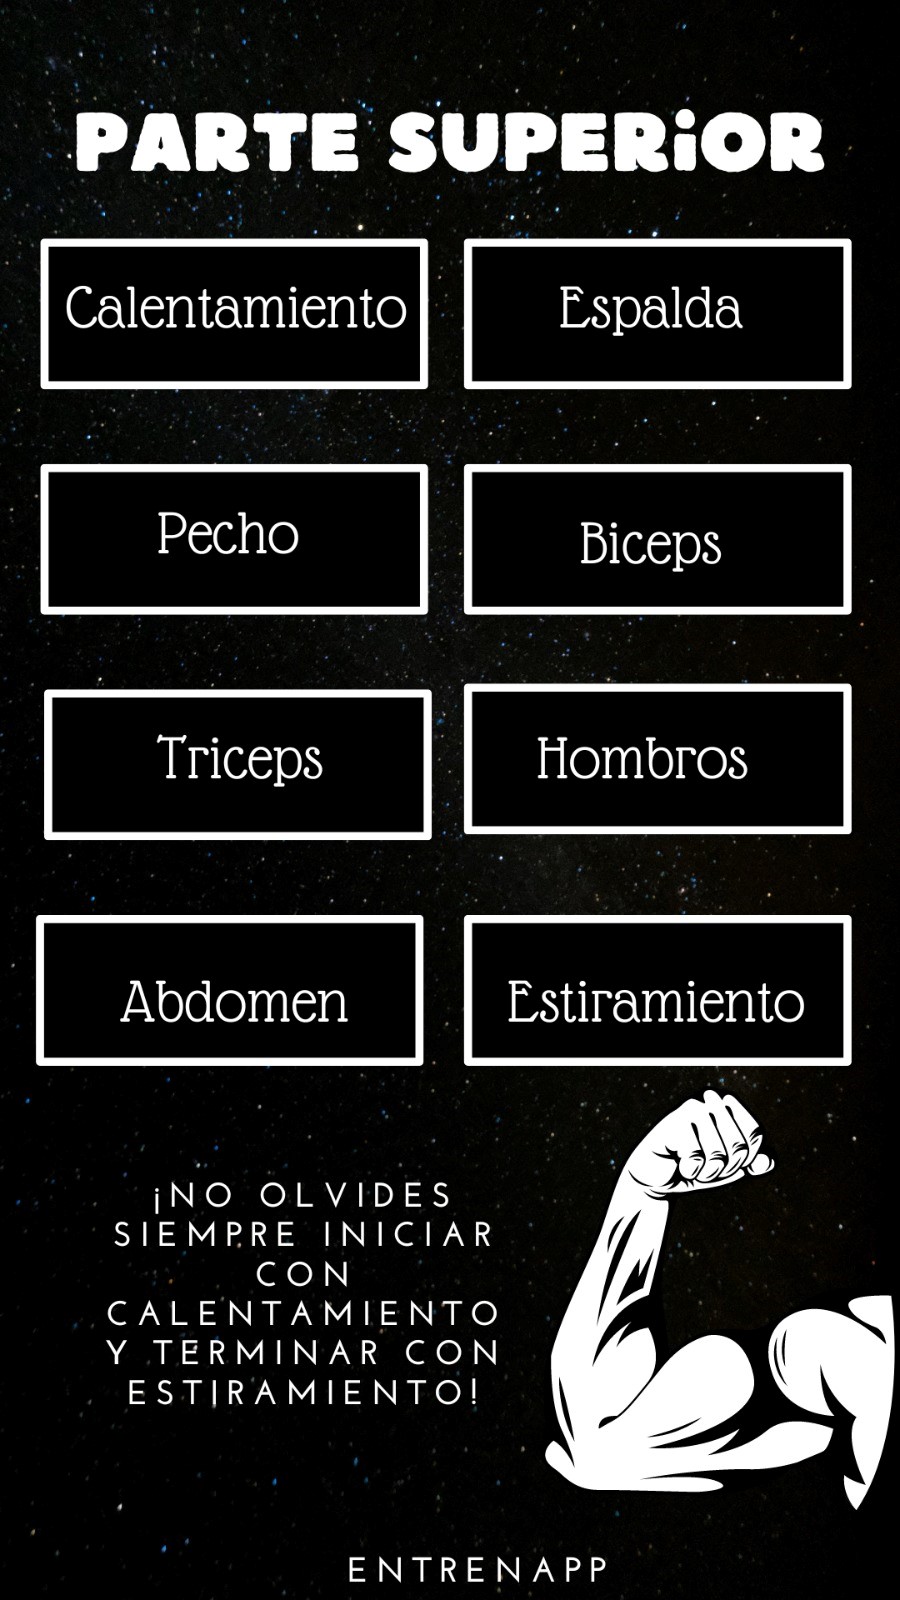 PARTE SUPERiOR
Calentamiento
Espalda
Pecho
Biceps
Triceps
Hombros
Abdomen
Estiramiento
¡NO OLVIDES
SIEMPRE INICIAR
CON
CALENTAMIENTO
Y TERMINAR CON
ESTIRAMIENTO!
ENTRENAPP